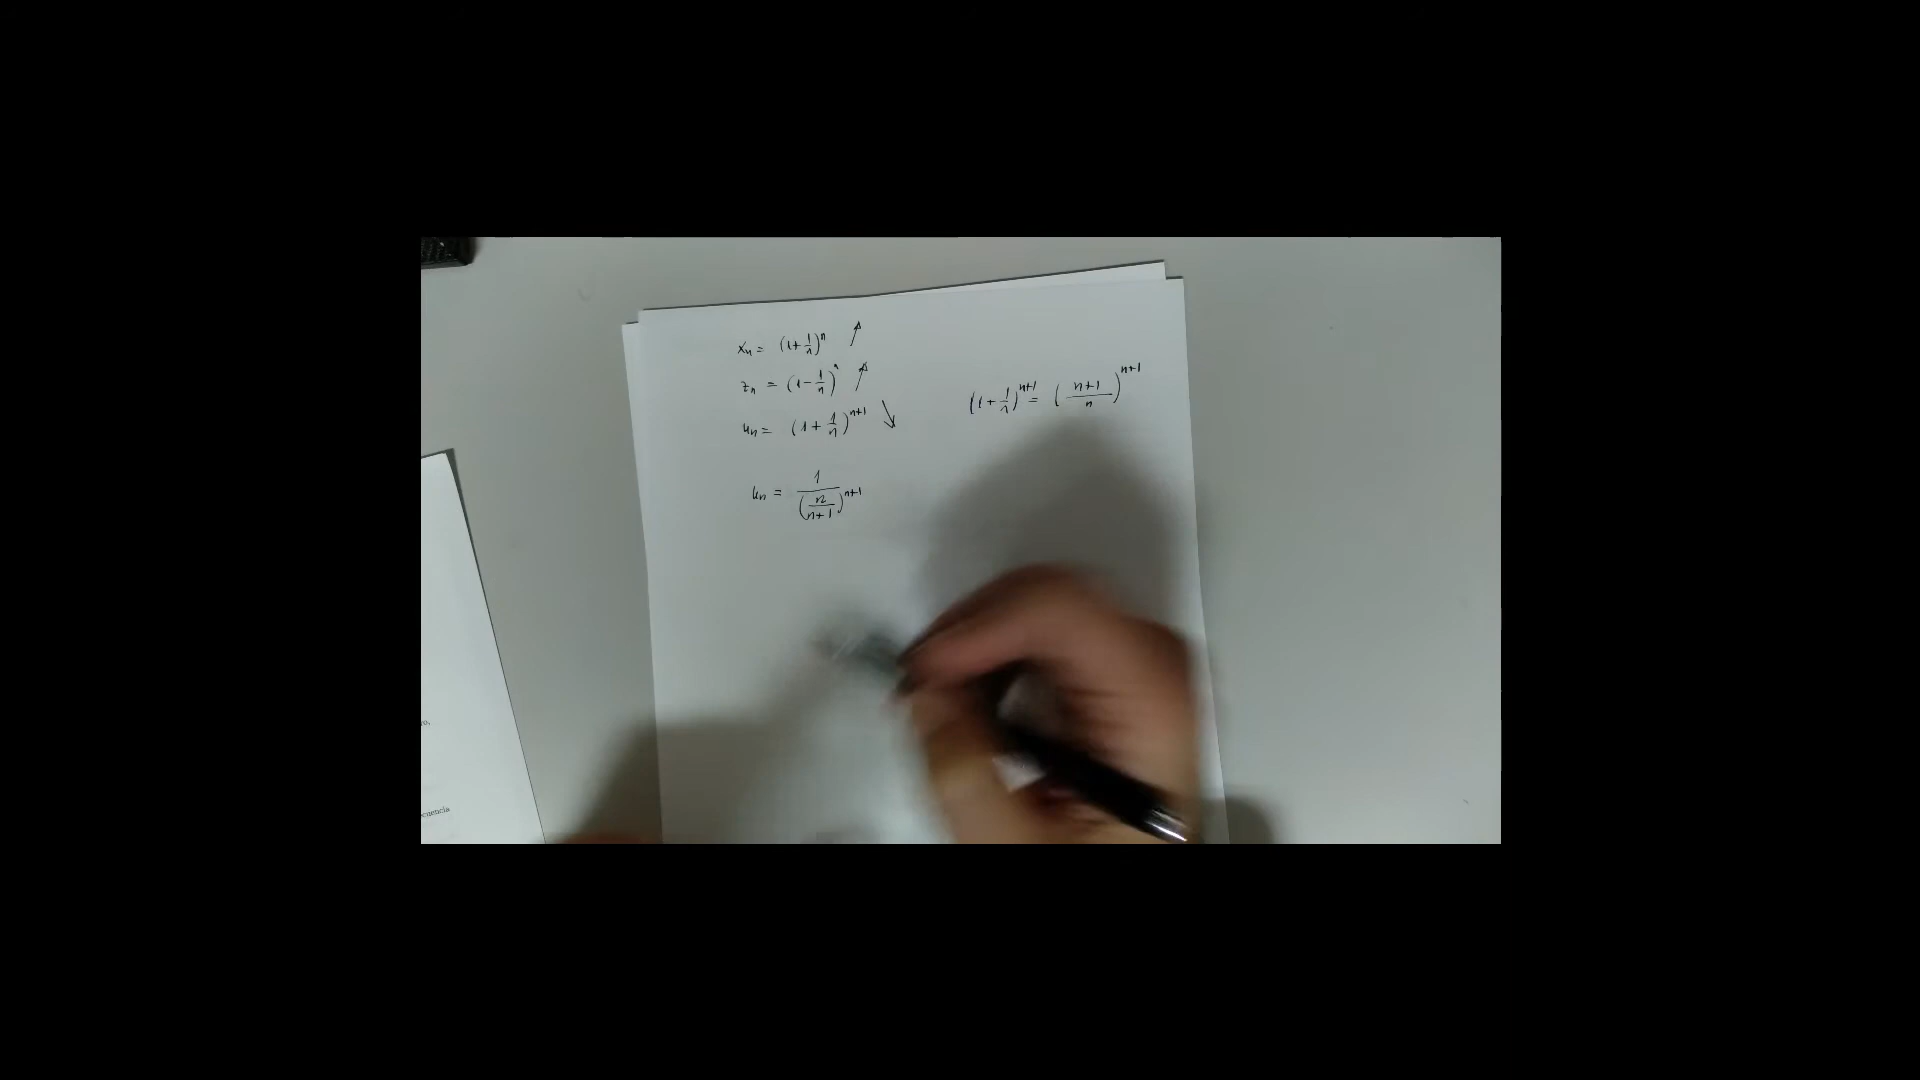 xₙ = (1+1/n)ⁿ ↗
zₙ = (1-1/n)ⁿ ↗
uₙ = (1+1/n)ⁿ⁺¹ ↘
(1+1/n)ⁿ⁺¹ = ((n+1)/n)ⁿ⁺¹
uₙ = 1/(n/(n+1))ⁿ⁺¹
cuencia